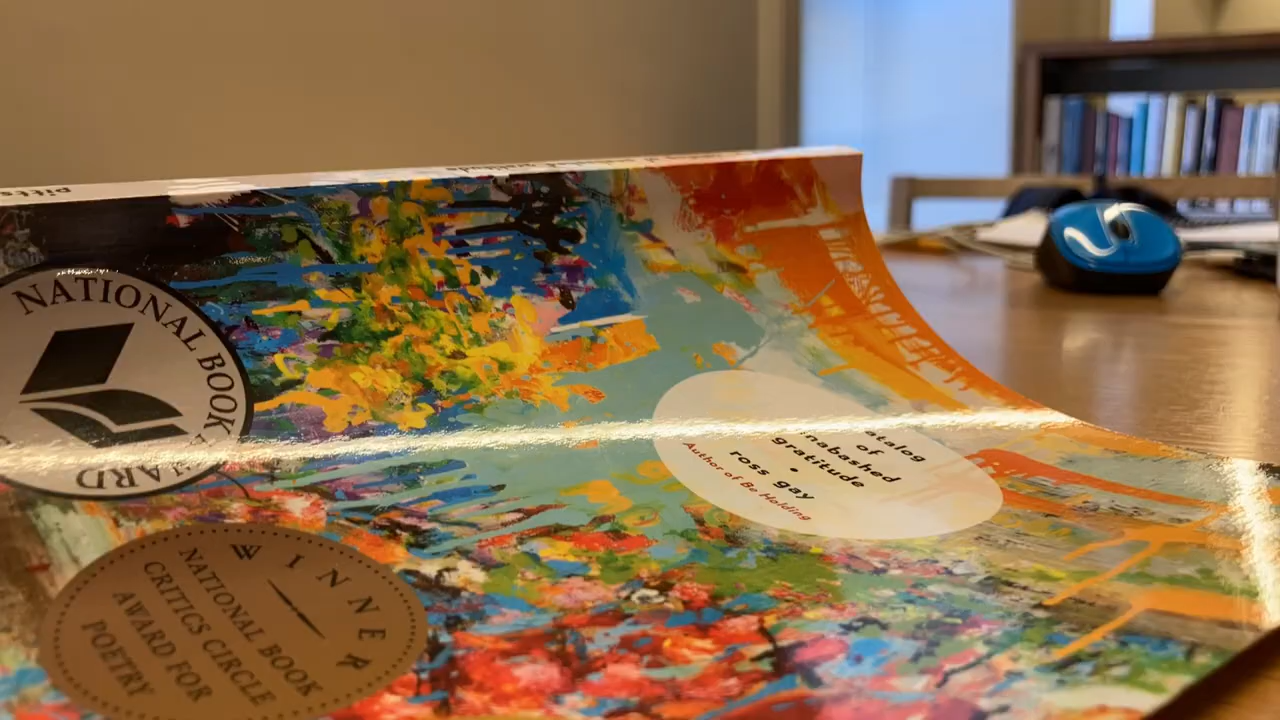 pitts
NATIONAL BOOK
AWARD
WINNER
NATIONAL BOOK
CRITICS CIRCLE
AWARD FOR
POETRY
atalog
of
nabashed
gratitude
ross gay
Author of Be Holding